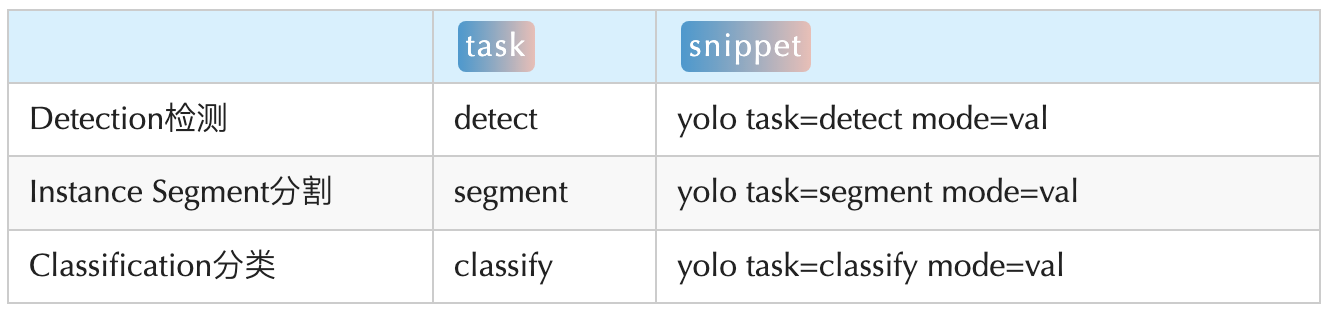 task snippet
Detection检测 detect yolo task=detect mode=val
Instance Segment分割 segment yolo task=segment mode=val
Classification分类 classify yolo task=classify mode=val